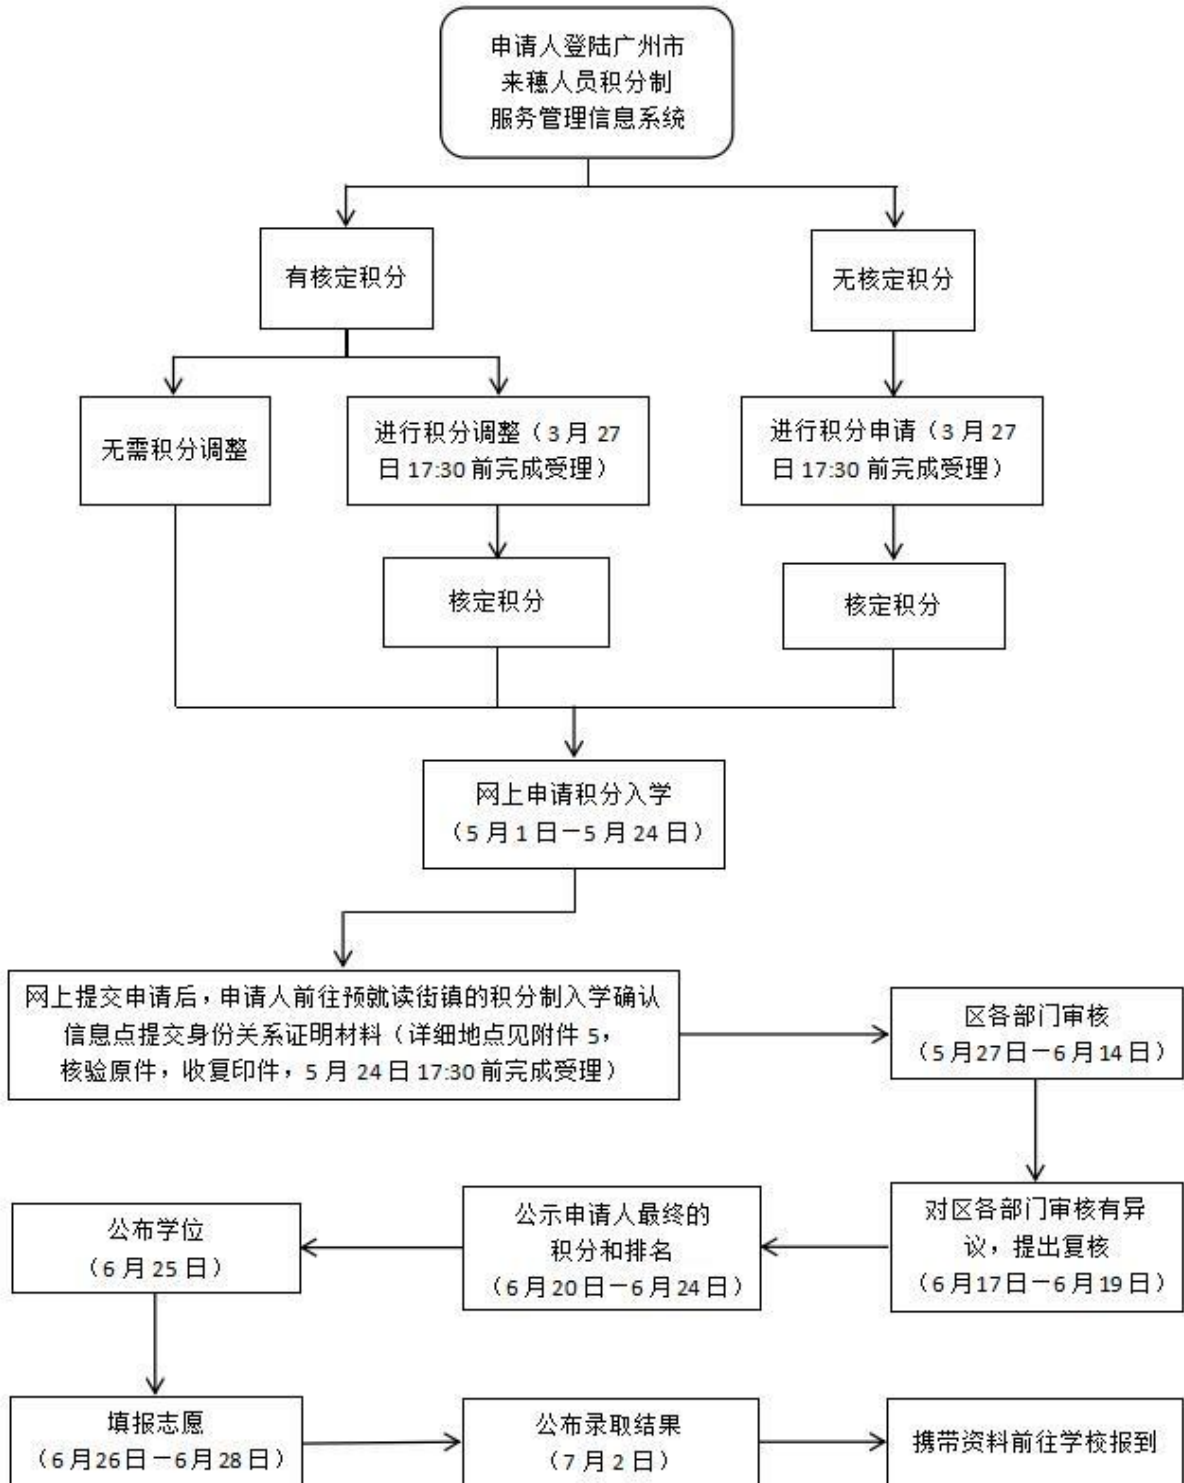 申请人登陆广州市
来穗人员积分制
服务管理信息系统
有核定积分
无核定积分
无需积分调整
进行积分调整（3月27
日17:30前完成受理）
进行积分申请（3月27
日17:30前完成受理）
核定积分
核定积分
网上申请积分入学
（5月1日－5月24日）
网上提交申请后，申请人前往预就读街镇的积分制入学确认
信息点提交身份关系证明材料（详细地点见附件5，
核验原件，收复印件，5月24日17:30前完成受理）
区各部门审核
（5月27日－6月14日）
对区各部门审核有异
议，提出复核
（6月17日－6月19日）
公示申请人最终的
积分和排名
（6月20日－6月24日）
公布学位
（6月25日）
填报志愿
（6月26日－6月28日）
公布录取结果
（7月2日）
携带资料前往学校报到